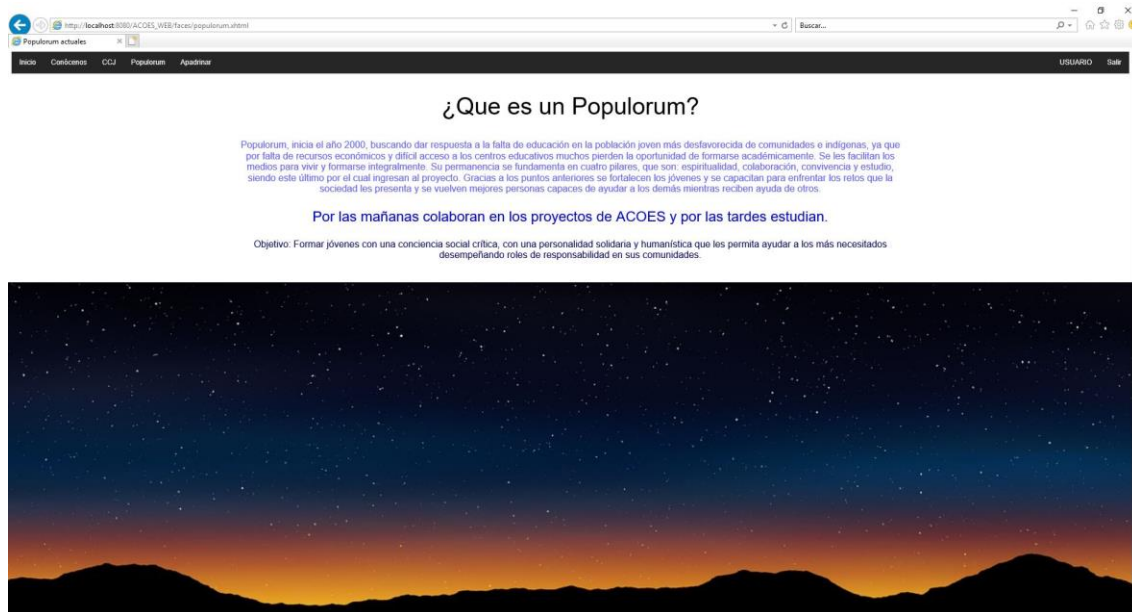 http://localhost:8080/ACOES_WEB/faces/populorum.xhtml
Buscar...
Populorum actuales
Inicio Conócenos CCJ Populorum Apadrinar USUARIO Salir
¿Que es un Populorum?
Populorum, inicia el año 2000, buscando dar respuesta a la falta de educación en la población joven más desfavorecida de comunidades o indígenas, ya que
por falta de recursos económicos y difícil acceso a los centros educativos muchos pierden la oportunidad de formarse académicamente. Se les facilitan los
medios para vivir y formarse integralmente. Su permanencia se fundamenta en cuatro pilares, que son: espiritualidad, colaboración, convivencia y estudio,
siendo este último por el cual ingresan al proyecto. Gracias a los puntos anteriores se fortalecen los jóvenes y se capacitan para enfrentar los retos que la
sociedad les presenta y se vuelven mejores personas capaces de ayudar a los demás mientras reciben ayuda de otros.
Por las mañanas colaboran en los proyectos de ACOES y por las tardes estudian.
Objetivo: Formar jóvenes con una conciencia social crítica, con una personalidad solidaria y humanística que les permita ayudar a los más necesitados
desempeñando roles de responsabilidad en sus comunidades.